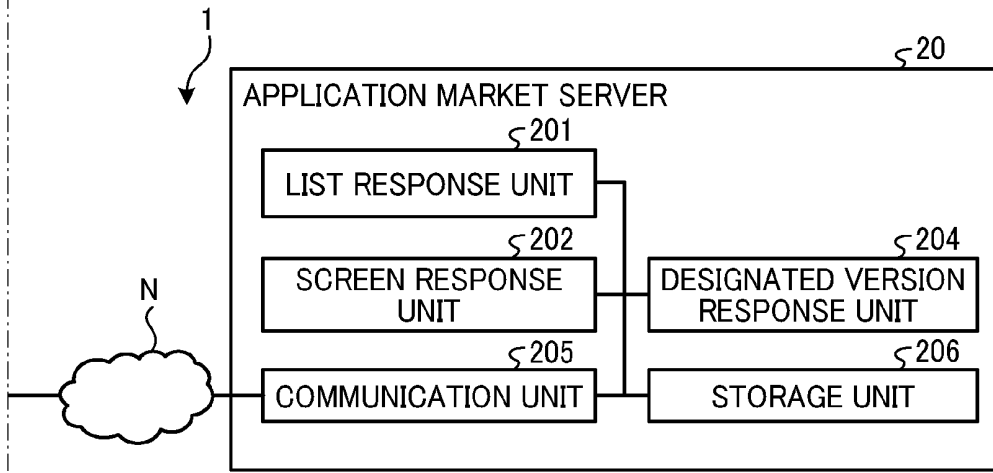 1
20
APPLICATION MARKET SERVER
201
LIST RESPONSE UNIT
202
SCREEN RESPONSE
UNIT
204
DESIGNATED VERSION
RESPONSE UNIT
N
205
COMMUNICATION UNIT
206
STORAGE UNIT